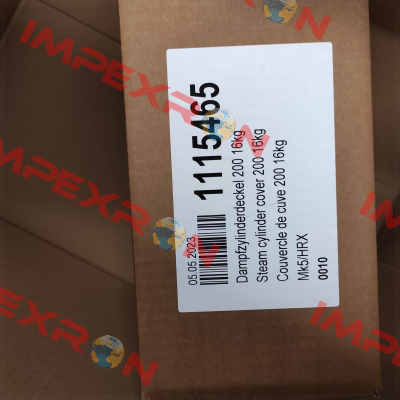 05.05.2023
1115465
Dampfzylinderdeckel 200 16kg
Steam cylinder cover 200 16kg
Couvercle de cuve 200 16kg
Mk5/HRX
0010
IMPEXRON
IMPEXRON
IMPEXRON